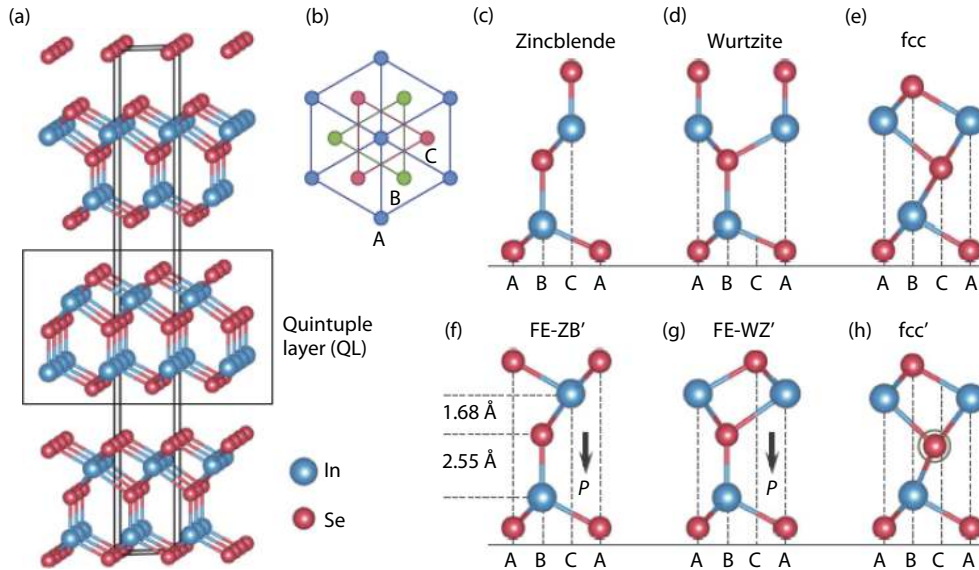 (a)
(b)
(c)
(d)
(e)
Zincblende
Wurtzite
fcc
C
B
A
A B C A
A B C A
A B C A
Quintuple
layer (QL)
In
Se
(f)
FE-ZB’
(g)
FE-WZ’
(h)
fcc’
1.68 Å
2.55 Å
P
P
A B C A
A B C A
A B C A